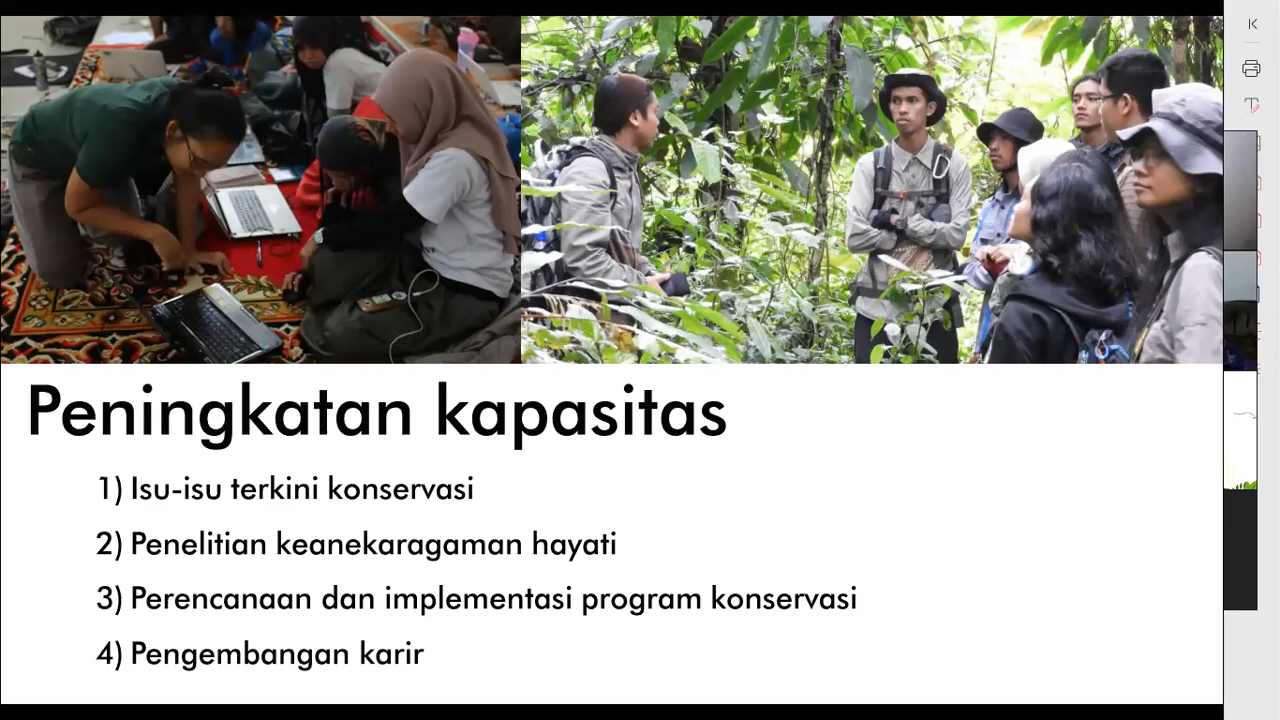 Peningkatan kapasitas
1) Isu-isu terkini konservasi
2) Penelitian keanekaragaman hayati
3) Perencanaan dan implementasi program konservasi
4) Pengembangan karir